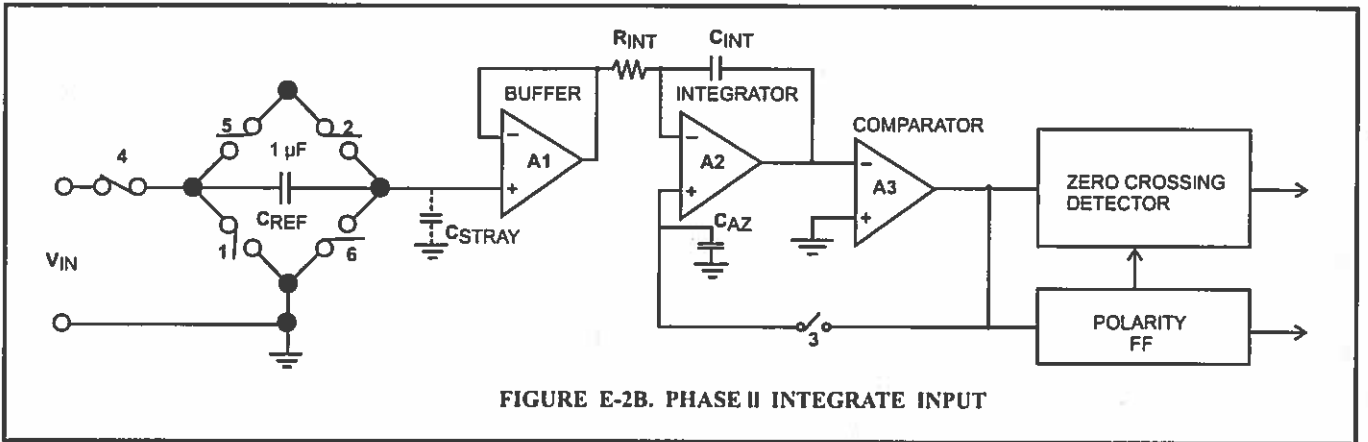 RINT
CINT
BUFFER
INTEGRATOR
COMPARATOR
5
2
1 µF
4
A1
A2
A3
ZERO CROSSING
DETECTOR
CREF
CSTRAY
CAZ
1
6
VIN
3
POLARITY
FF
FIGURE E-2B. PHASE II INTEGRATE INPUT